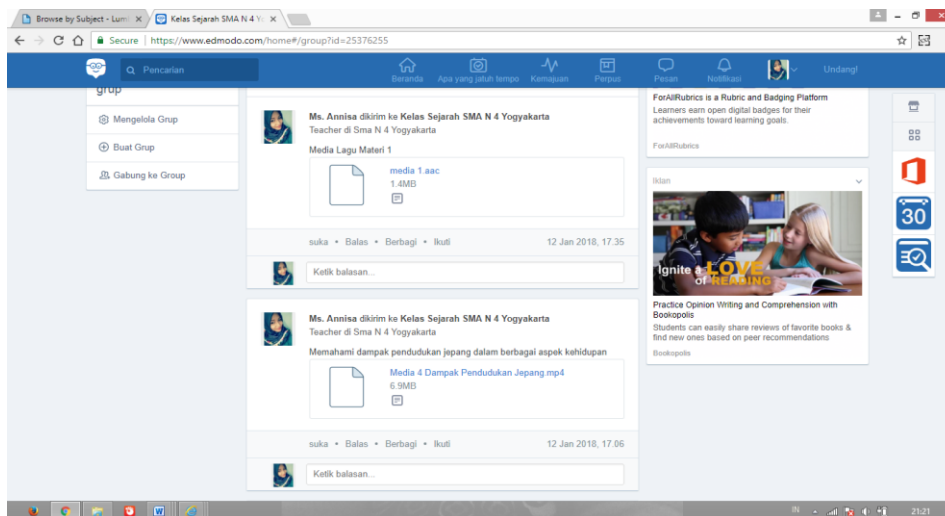 Browse by Subject - Lumi
Kelas Sejarah SMA N 4 Yo
Secure | https://www.edmodo.com/home#/group?id=25376255
Pencarian
Beranda
Apa yang jatuh tempo
Kemajuan
Perpus
Pesan
Notifikasi
Undang!
grup
Mengelola Grup
Buat Grup
Gabung ke Group
Ms. Annisa dikirim ke Kelas Sejarah SMA N 4 Yogyakarta
Teacher di Sma N 4 Yogyakarta
Media Lagu Materi 1
media 1.aac
1.4MB
suka • Balas • Berbagi • Ikuti
12 Jan 2018, 17.35
Ketik balasan...
Ms. Annisa dikirim ke Kelas Sejarah SMA N 4 Yogyakarta
Teacher di Sma N 4 Yogyakarta
Memahami dampak pendudukan jepang dalam berbagai aspek kehidupan
Media 4 Dampak Pendudukan Jepang.mp4
6.9MB
suka • Balas • Berbagi • Ikuti
12 Jan 2018, 17.06
Ketik balasan...
ForAllRubrics is a Rubric and Badging Platform
Learners earn open digital badges for their
achievements toward learning goals.
ForAllRubrics
Iklan
Ignite a LOVE
of READING
Practice Opinion Writing and Comprehension with
Bookopolis
Students can easily share reviews of favorite books &
find new ones based on peer recommendations
Bookopolis
30
IN
21:21